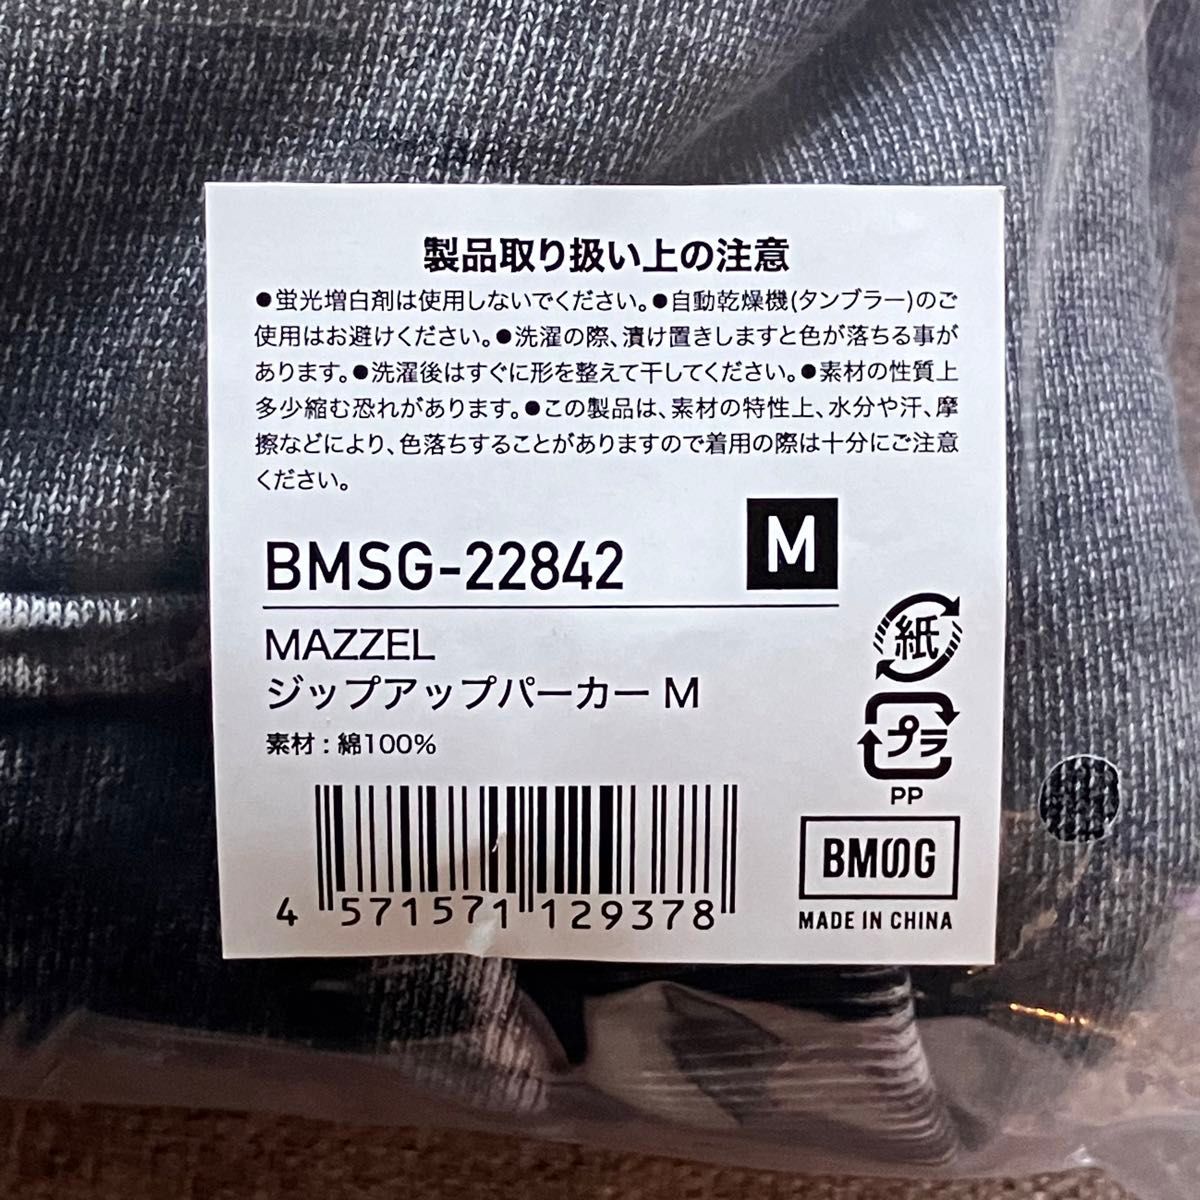 製品取り扱い上の注意
●蛍光増白剤は使用しないでください。●自動乾燥機(タンブラー)のご
使用はお避けください。●洗濯の際、漬け置きしますと色が落ちる事が
あります。●洗濯後はすぐに形を整えて干してください。●素材の性質上
多少縮む恐れがあります。●この製品は、素材の特性上、水分や汗、摩
擦などにより、色落ちすることがありますので着用の際は十分にご注意
ください。
BMSG-22842
M
MAZZEL
ジップアップパーカー M
素材 : 綿100%
紙
プラ
PP
4 571571 129378
BMSG
MADE IN CHINA